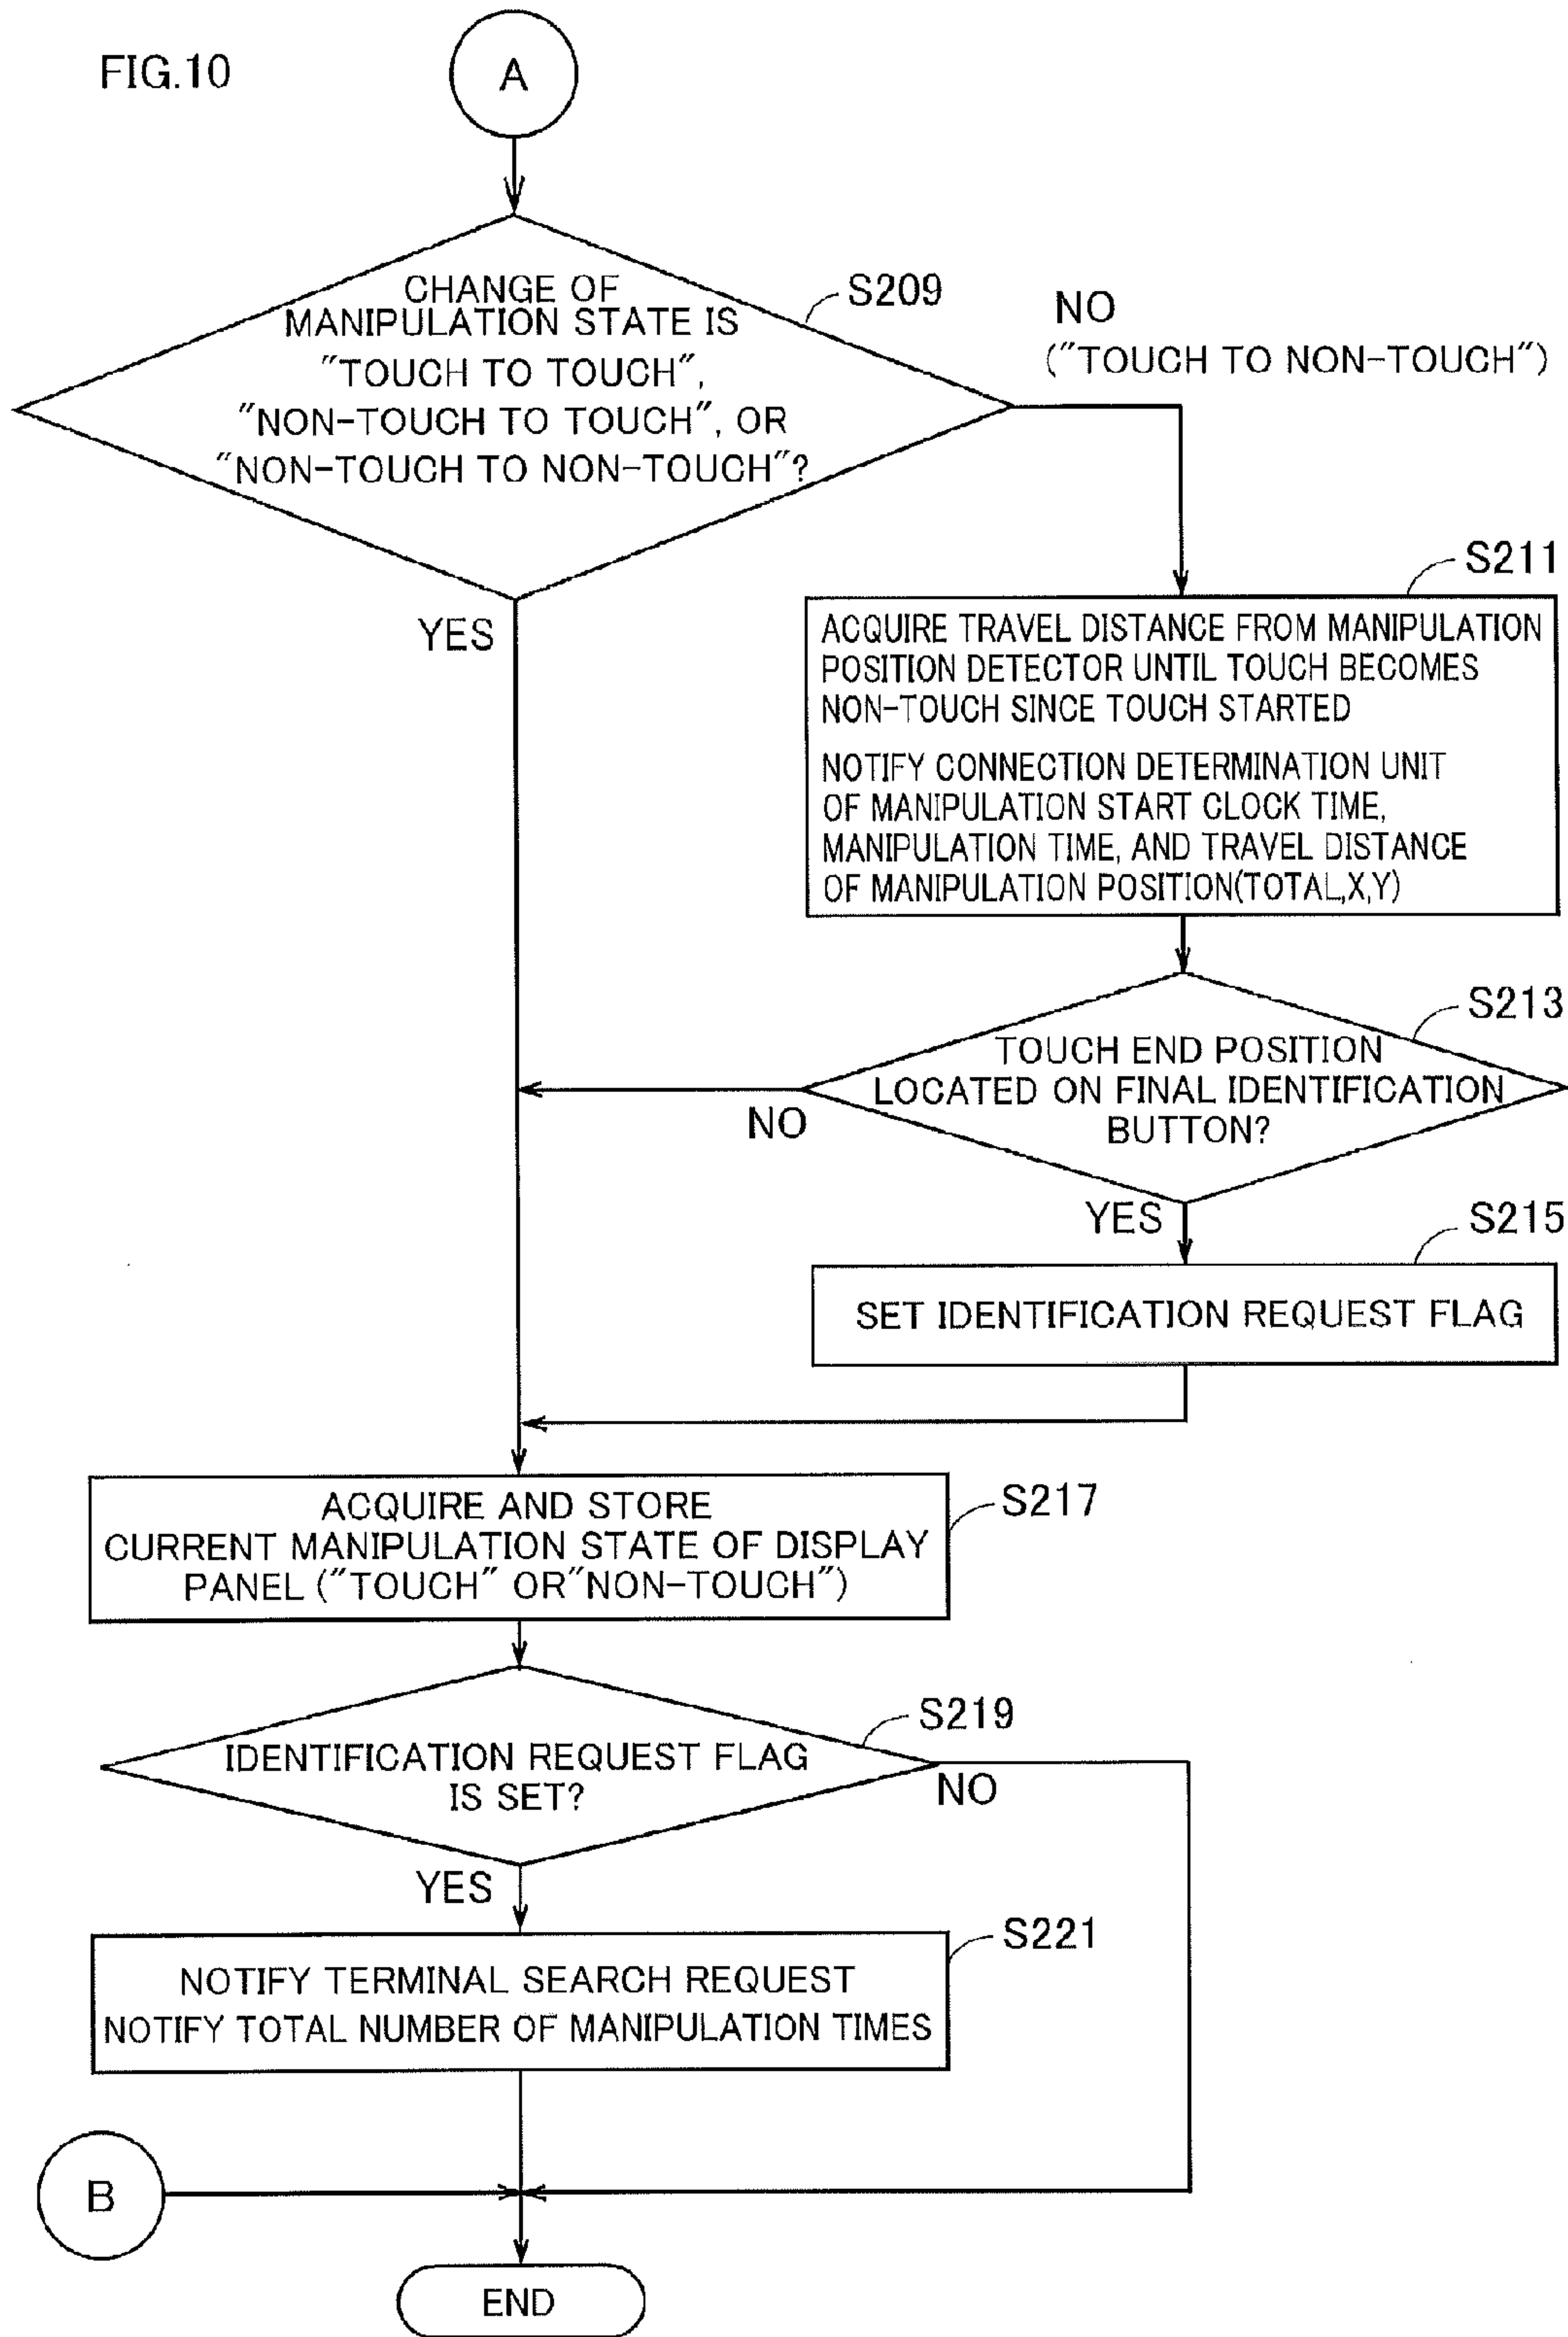 FIG.10
A
CHANGE OF
MANIPULATION STATE IS
"TOUCH TO TOUCH",
"NON-TOUCH TO TOUCH", OR
"NON-TOUCH TO NON-TOUCH"?
S209
NO
("TOUCH TO NON-TOUCH")
YES
S211
ACQUIRE TRAVEL DISTANCE FROM MANIPULATION
POSITION DETECTOR UNTIL TOUCH BECOMES
NON-TOUCH SINCE TOUCH STARTED
NOTIFY CONNECTION DETERMINATION UNIT
OF MANIPULATION START CLOCK TIME,
MANIPULATION TIME, AND TRAVEL DISTANCE
OF MANIPULATION POSITION(TOTAL,X,Y)
S213
TOUCH END POSITION
LOCATED ON FINAL IDENTIFICATION
BUTTON?
NO
YES
S215
SET IDENTIFICATION REQUEST FLAG
S217
ACQUIRE AND STORE
CURRENT MANIPULATION STATE OF DISPLAY
PANEL ("TOUCH" OR"NON-TOUCH")
S219
IDENTIFICATION REQUEST FLAG
IS SET?
NO
YES
S221
NOTIFY TERMINAL SEARCH REQUEST
NOTIFY TOTAL NUMBER OF MANIPULATION TIMES
B
END